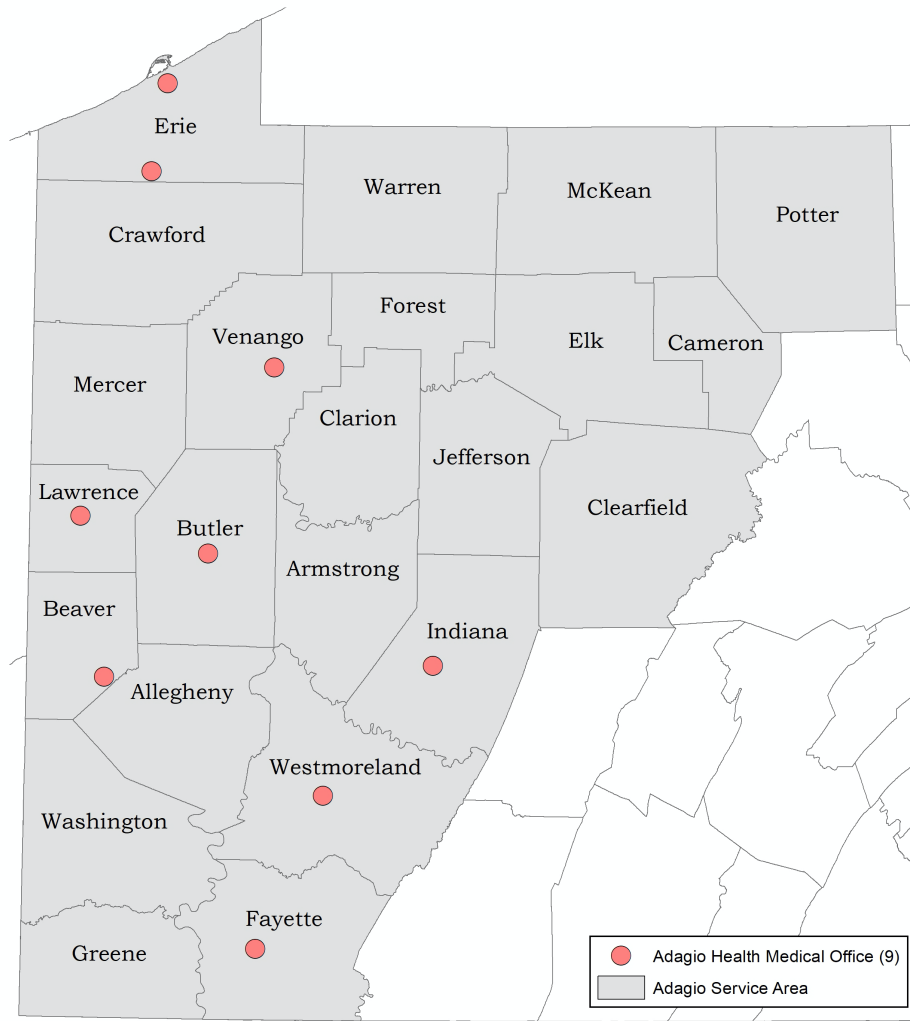 Erie
Warren
McKean
Potter
Crawford
Forest
Venango
Elk
Cameron
Mercer
Clarion
Jefferson
Lawrence
Clearfield
Butler
Armstrong
Beaver
Indiana
Allegheny
Westmoreland
Washington
Fayette
Greene
Adagio Health Medical Office (9)
Adagio Service Area